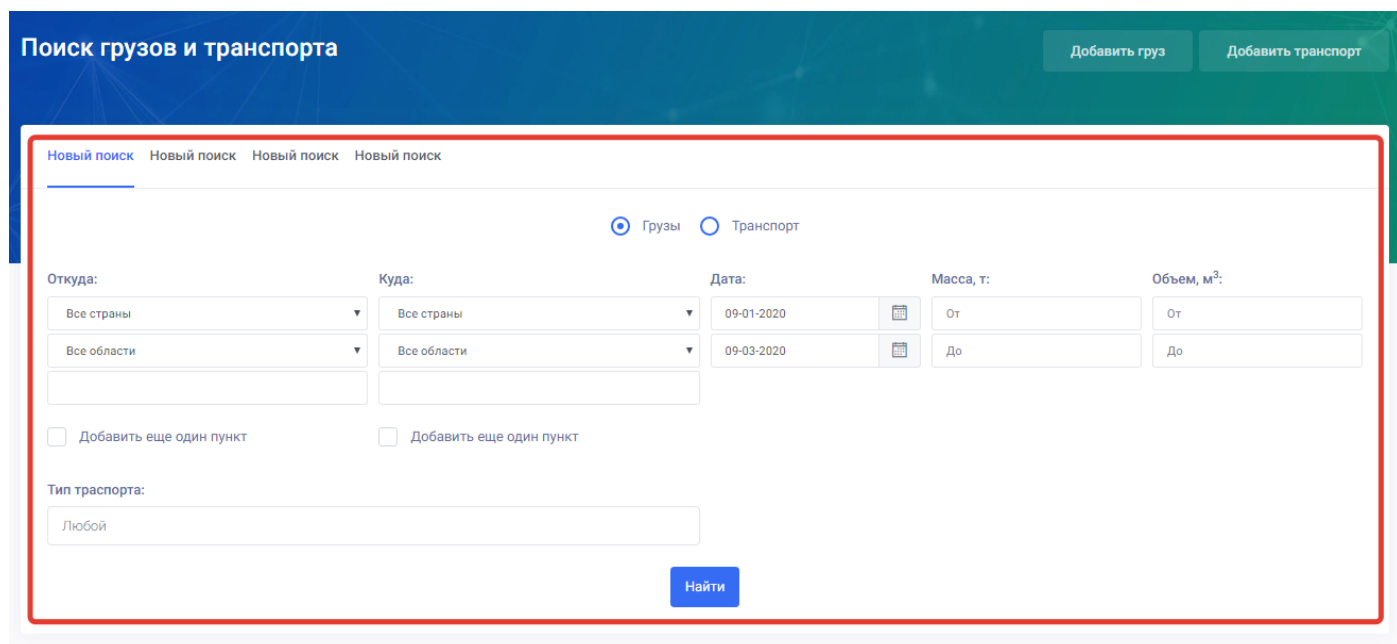 Поиск грузов и транспорта
Добавить груз Добавить транспорт
Новый поиск Новый поиск Новый поиск Новый поиск
Грузы Транспорт
Откуда: Куда: Дата: Масса, т: Объем, м³:
Все страны Все страны 09-01-2020 От От
Все области Все области 09-03-2020 До До
Добавить еще один пункт Добавить еще один пункт
Тип траспорта:
Любой
Найти